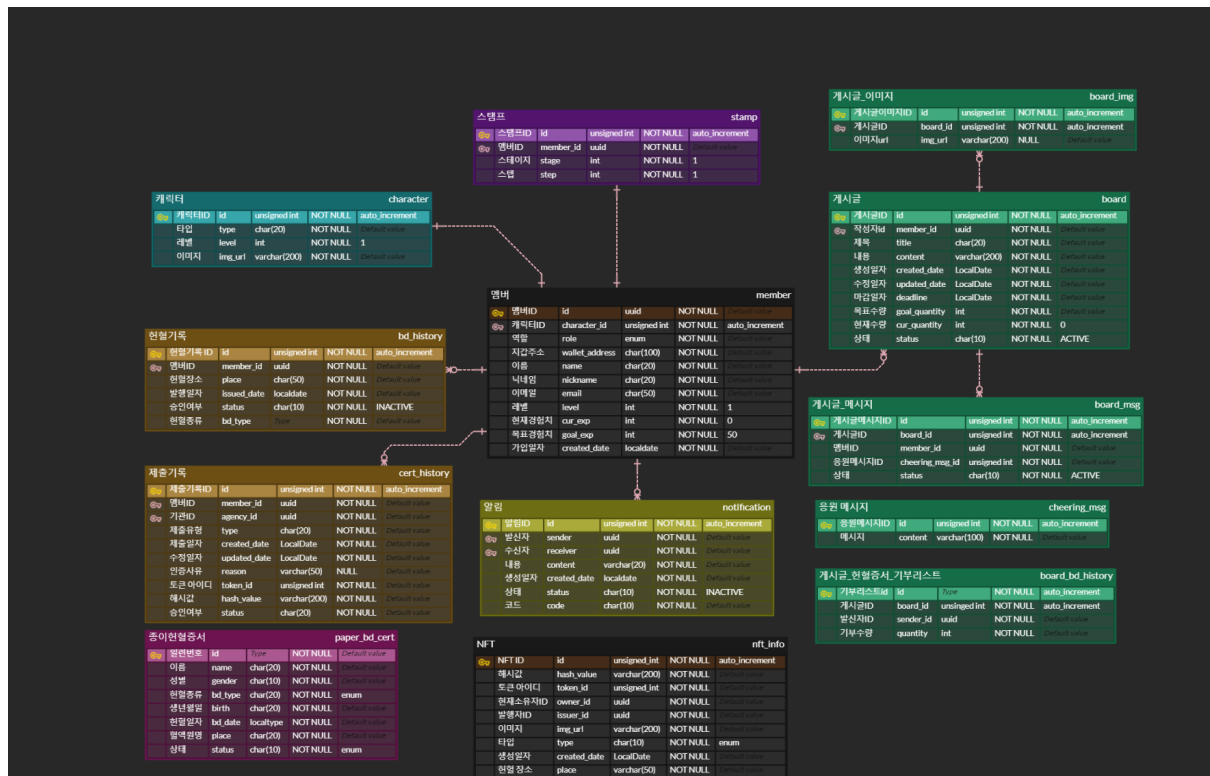 스탬프 stamp
스탬프ID id unsigned int NOT NULL auto_increment
멤버ID member_id uuid NOT NULL Default value
스테이지 stage int NOT NULL 1
스텝 step int NOT NULL 1
게시글_이미지 board_img
게시글이미지ID id unsigned int NOT NULL auto_increment
게시글ID board_id unsigned int NOT NULL auto_increment
이미지url img_url varchar(200) NULL Default value
캐릭터 character
캐릭터ID id unsigned int NOT NULL auto_increment
타입 type char(20) NOT NULL Default value
레벨 level int NOT NULL 1
이미지 img_url varchar(200) NOT NULL Default value
게시글 board
게시글ID id unsigned int NOT NULL auto_increment
작성자id member_id uuid NOT NULL Default value
제목 title char(20) NOT NULL Default value
내용 content varchar(200) NOT NULL Default value
생성일자 created_date LocalDate NOT NULL Default value
수정일자 updated_date LocalDate NOT NULL Default value
마감일자 deadline LocalDate NOT NULL Default value
목표수량 goal_quantity int NOT NULL Default value
현재수량 cur_quantity int NOT NULL 0
상태 status char(10) NOT NULL ACTIVE
멤버 member
멤버ID id uuid NOT NULL Default value
캐릭터ID character_id unsigned int NOT NULL auto_increment
역할 role enum NOT NULL Default value
지갑주소 wallet_address char(100) NOT NULL Default value
이름 name char(20) NOT NULL Default value
닉네임 nickname char(20) NOT NULL Default value
이메일 email char(50) NOT NULL Default value
레벨 level int NOT NULL 1
현재경험치 cur_exp int NOT NULL 0
목표경험치 goal_exp int NOT NULL 50
가입일자 created_date localdate NOT NULL Default value
헌혈기록 bd_history
헌혈기록 ID id unsigned int NOT NULL auto_increment
멤버ID member_id uuid NOT NULL Default value
헌혈장소 place char(50) NOT NULL Default value
발행일자 issued_date localdate NOT NULL Default value
승인여부 status char(10) NOT NULL INACTIVE
헌혈종류 bd_type Type NOT NULL Default value
게시글_메시지 board_msg
게시글메시지ID id unsigned int NOT NULL auto_increment
게시글ID board_id unsigned int NOT NULL auto_increment
멤버ID member_id uuid NOT NULL Default value
응원메시지ID cheering_msg_id unsigned int NOT NULL Default value
상태 status char(10) NOT NULL ACTIVE
제출기록 cert_history
제출기록ID id unsigned int NOT NULL auto_increment
멤버ID member_id uuid NOT NULL Default value
기관ID agency_id uuid NOT NULL Default value
제출유형 type char(20) NOT NULL Default value
제출일자 created_date LocalDate NOT NULL Default value
수정일자 updated_date LocalDate NOT NULL Default value
인증사유 reason varchar(50) NULL Default value
토큰 아이디 token_id unsigned int NOT NULL Default value
해시값 hash_value varchar(200) NOT NULL Default value
승인여부 status char(20) NOT NULL Default value
알림 notification
알림ID id unsigned int NOT NULL auto_increment
발신자 sender uuid NOT NULL Default value
수신자 receiver uuid NOT NULL Default value
내용 content varchar(20) NOT NULL Default value
생성일자 created_date localdate NOT NULL Default value
상태 status char(10) NOT NULL INACTIVE
코드 code char(10) NOT NULL Default value
응원 메시지 cheering_msg
응원메시지ID id unsigned int NOT NULL auto_increment
메시지 content varchar(100) NOT NULL Default value
게시글_헌혈증서_기부리스트 board_bd_history
기부리스트id id Type NOT NULL auto_increment
게시글ID board_id unsinged int NOT NULL auto_increment
발신자ID sender_id uuid NOT NULL Default value
기부수량 quantity int NOT NULL Default value
종이헌혈증서 paper_bd_cert
일련번호 id Type NOT NULL Default value
이름 name char(20) NOT NULL Default value
성별 gender char(10) NOT NULL Default value
헌혈종류 bd_type char(20) NOT NULL enum
생년월일 birth char(20) NOT NULL Default value
헌혈일자 bd_date localtype NOT NULL Default value
혈액원명 place char(20) NOT NULL Default value
상태 status char(10) NOT NULL enum
NFT nft_info
NFT ID id unsigned_int NOT NULL auto_increment
해시값 hash_value varchar(200) NOT NULL Default value
토큰 아이디 token_id unsigned_int NOT NULL Default value
현재소유자ID owner_id uuid NOT NULL Default value
발행자ID issuer_id uuid NOT NULL Default value
이미지 img_url varchar(200) NOT NULL Default value
타입 type char(10) NOT NULL enum
생성일자 created_date LocalDate NOT NULL Default value
헌혈 장소 place varchar(50) NOT NULL Default value